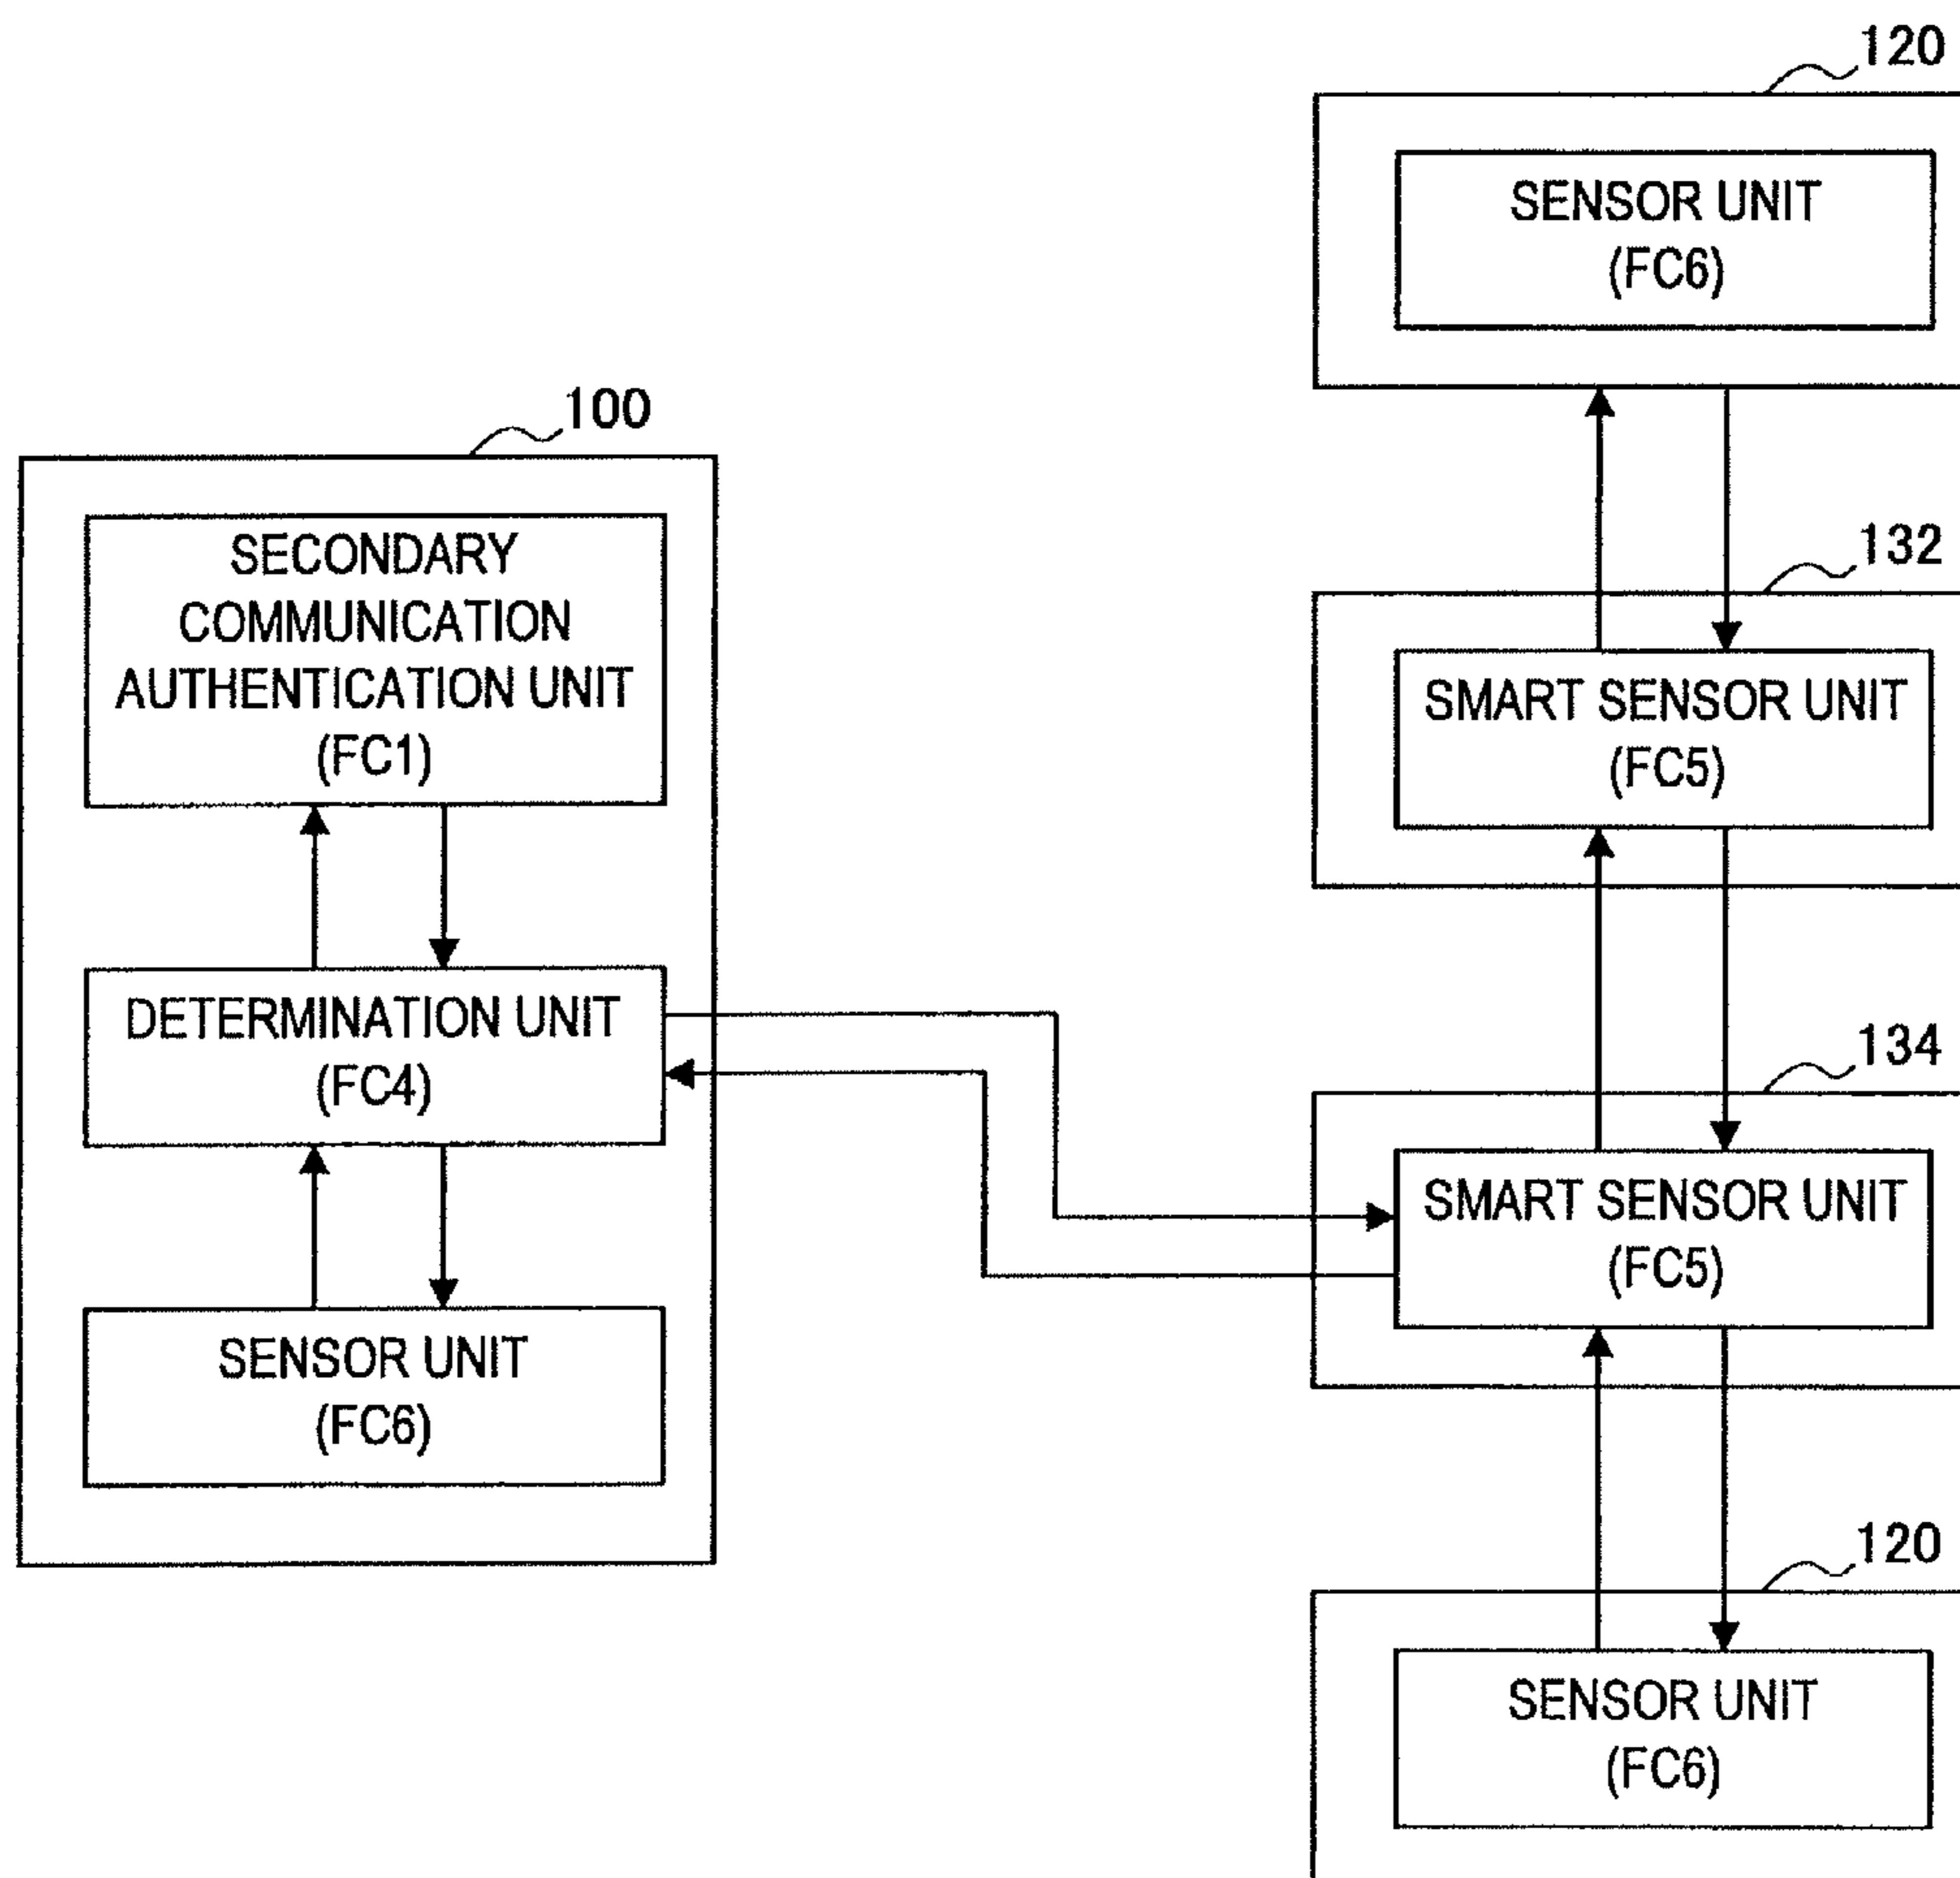 100
SECONDARY
COMMUNICATION
AUTHENTICATION UNIT
(FC1)
DETERMINATION UNIT
(FC4)
SENSOR UNIT
(FC6)
120
SENSOR UNIT
(FC6)
132
SMART SENSOR UNIT
(FC5)
134
SMART SENSOR UNIT
(FC5)
120
SENSOR UNIT
(FC6)